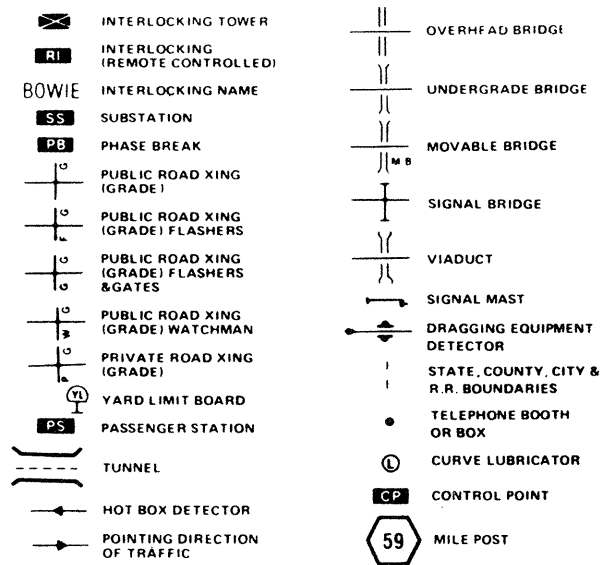 INTERLOCKING TOWER
RI INTERLOCKING
(REMOTE CONTROLLED)
BOWIE INTERLOCKING NAME
SS SUBSTATION
PB PHASE BREAK
G PUBLIC ROAD XING
(GRADE)
G PUBLIC ROAD XING
F (GRADE) FLASHERS
G PUBLIC ROAD XING
(GRADE) FLASHERS
G &GATES
G PUBLIC ROAD XING
W (GRADE) WATCHMAN
G PRIVATE ROAD XING
P (GRADE)
YL YARD LIMIT BOARD
PS PASSENGER STATION
TUNNEL
HOT BOX DETECTOR
POINTING DIRECTION
OF TRAFFIC
OVERHEAD BRIDGE
UNDERGRADE BRIDGE
MOVABLE BRIDGE
M B
SIGNAL BRIDGE
VIADUCT
SIGNAL MAST
DRAGGING EQUIPMENT
DETECTOR
STATE, COUNTY, CITY &
R.R. BOUNDARIES
TELEPHONE BOOTH
OR BOX
L CURVE LUBRICATOR
CP CONTROL POINT
59 MILE POST